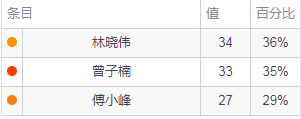 条目 值 百分比
林晓伟 34 36%
曾子楠 33 35%
傅小峰 27 29%